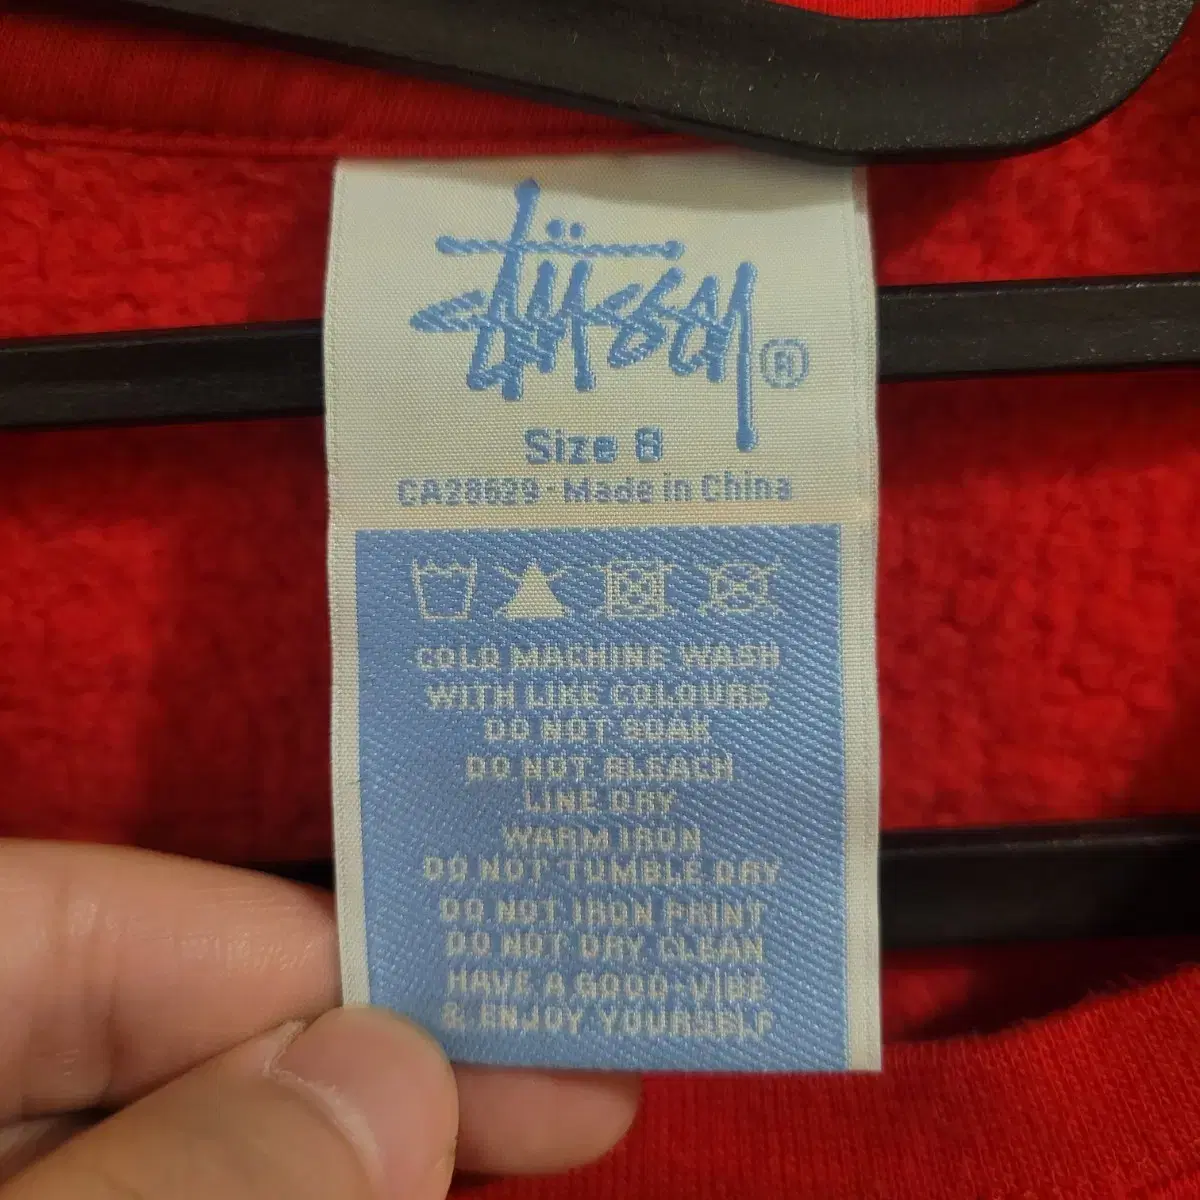 Stüssy ®
Size 8
CA28629 - Made in China
COLD MACHINE WASH
WITH LIKE COLOURS
DO NOT SOAK
DO NOT BLEACH
LINE DRY
WARM IRON
DO NOT TUMBLE DRY
DO NOT IRON PRINT
DO NOT DRY CLEAN
HAVE A GOOD-VIBE
& ENJOY YOURSELF